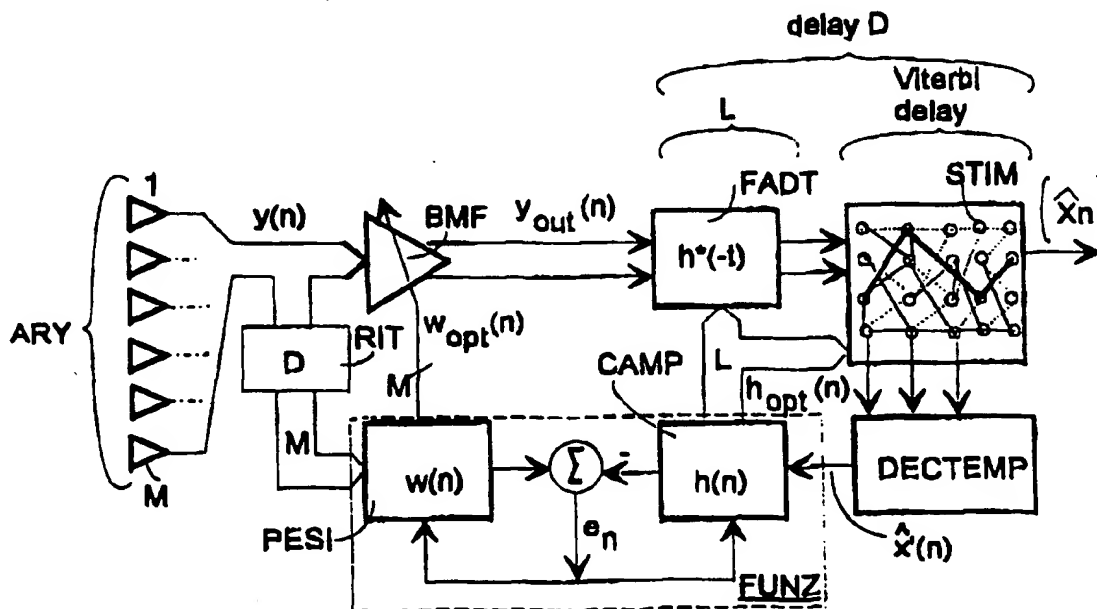 delay D
Viterbi
delay
L
FADT
STIM
x̂n
1
y(n)
BMF
y_out(n)
h*(-t)
ARY
RIT
D
w_opt(n)
M
CAMP
L
h_opt(n)
M
M
w(n)
Σ
-
h(n)
DECTEMP
PESI
e_n
x̂'(n)
FUNZ